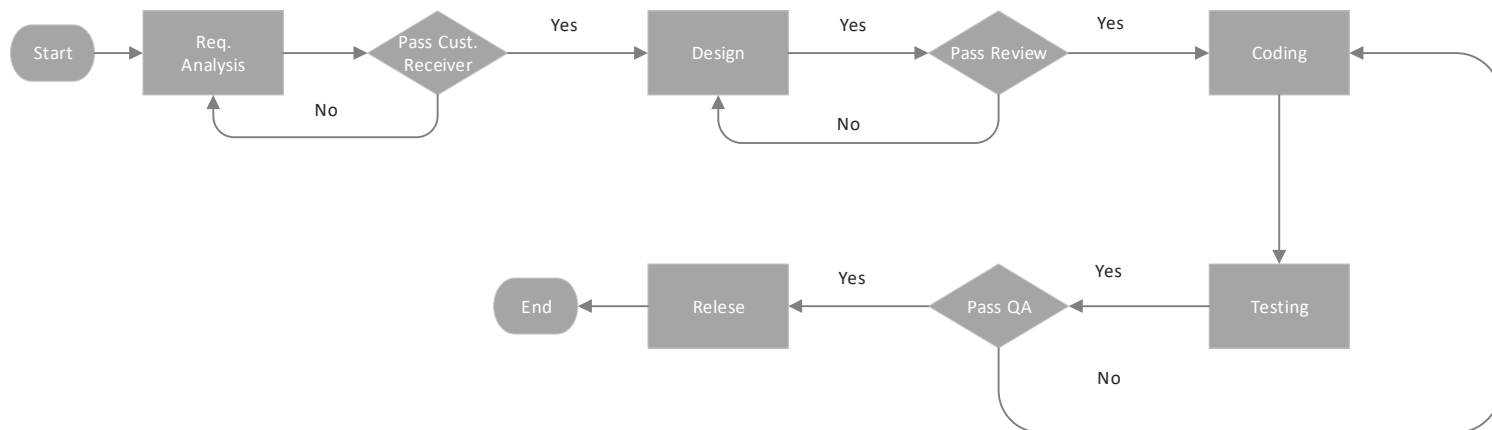 Start
Req.
Analysis
Pass Cust.
Receiver
Yes
No
Design
Yes
Pass Review
No
Yes
Coding
Testing
Yes
Pass QA
No
Yes
Relese
End